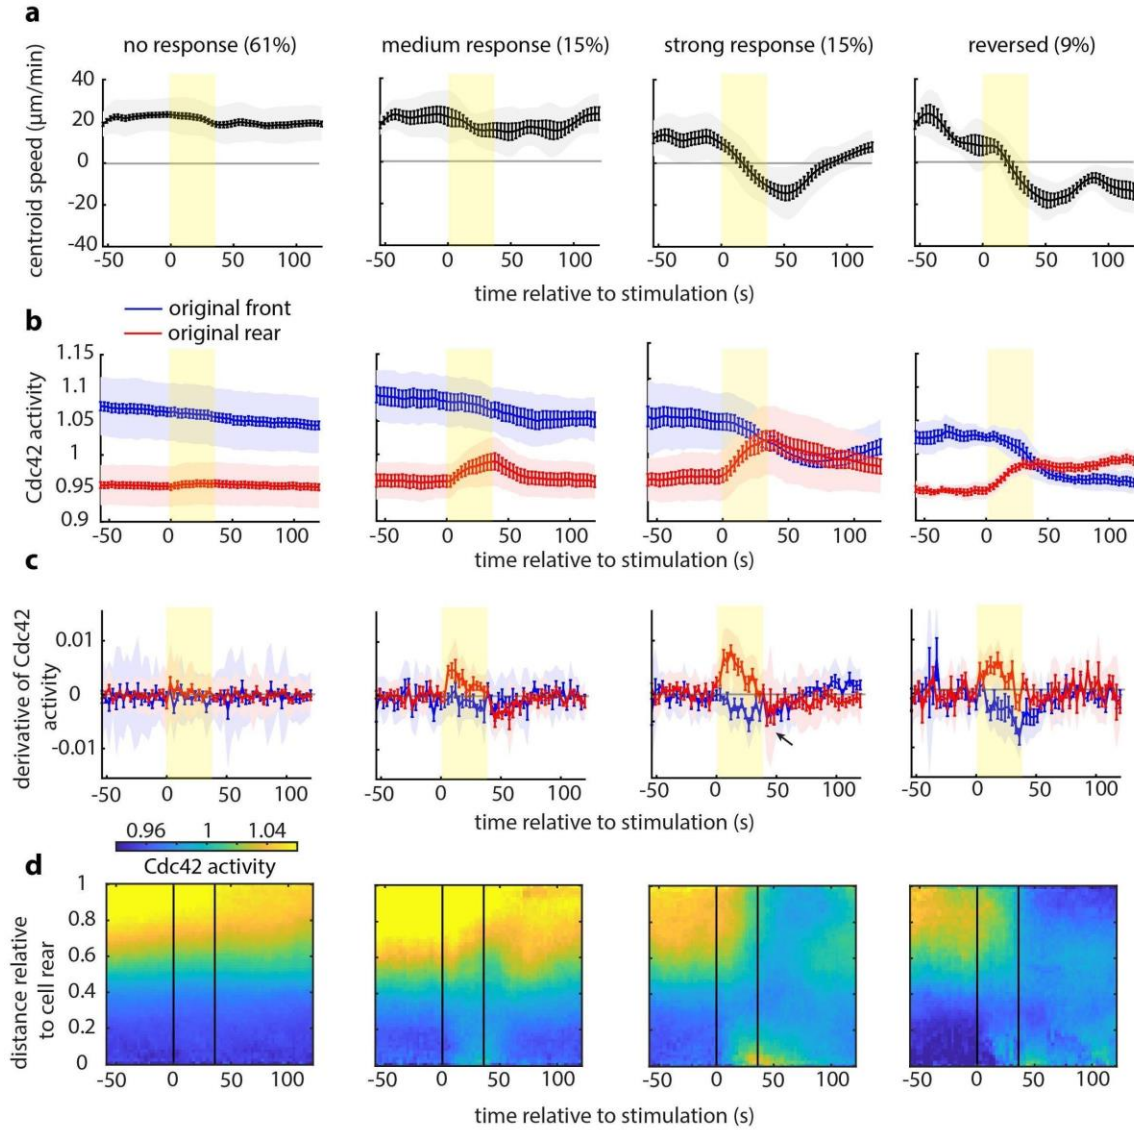 a
no response (61%)
medium response (15%)
strong response (15%)
reversed (9%)
centroid speed (μm/min)
40
20
0
-20
-40
-50 0 50 100
-50 0 50 100
-50 0 50 100
-50 0 50 100
time relative to stimulation (s)
b
original front
original rear
Cdc42 activity
1.15
1.1
1.05
1
0.95
0.9
-50 0 50 100
-50 0 50 100
-50 0 50 100
-50 0 50 100
time relative to stimulation (s)
c
derivative of Cdc42
activity
0.01
0
-0.01
-50 0 50 100
-50 0 50 100
-50 0 50 100
-50 0 50 100
time relative to stimulation (s)
0.96 1 1.04
Cdc42 activity
d
distance relative
to cell rear
1
0.8
0.6
0.4
0.2
0
-50 0 50 100
-50 0 50 100
-50 0 50 100
-50 0 50 100
time relative to stimulation (s)